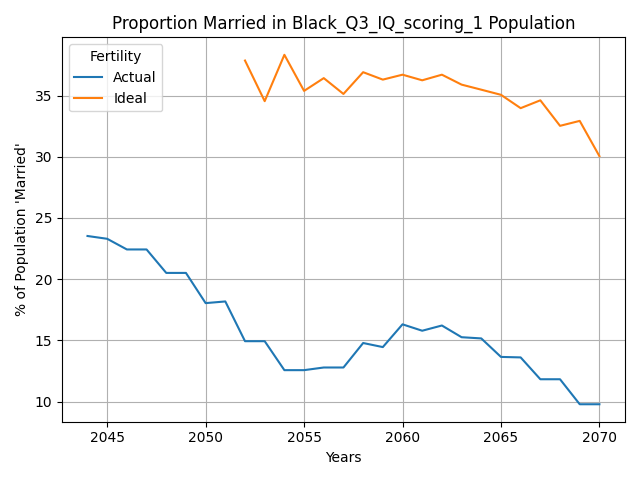 Proportion Married in Black_Q3_IQ_scoring_1 Population
Fertility
Actual
Ideal
% of Population 'Married'
35
30
25
20
15
10
2045
2050
2055
2060
2065
2070
Years